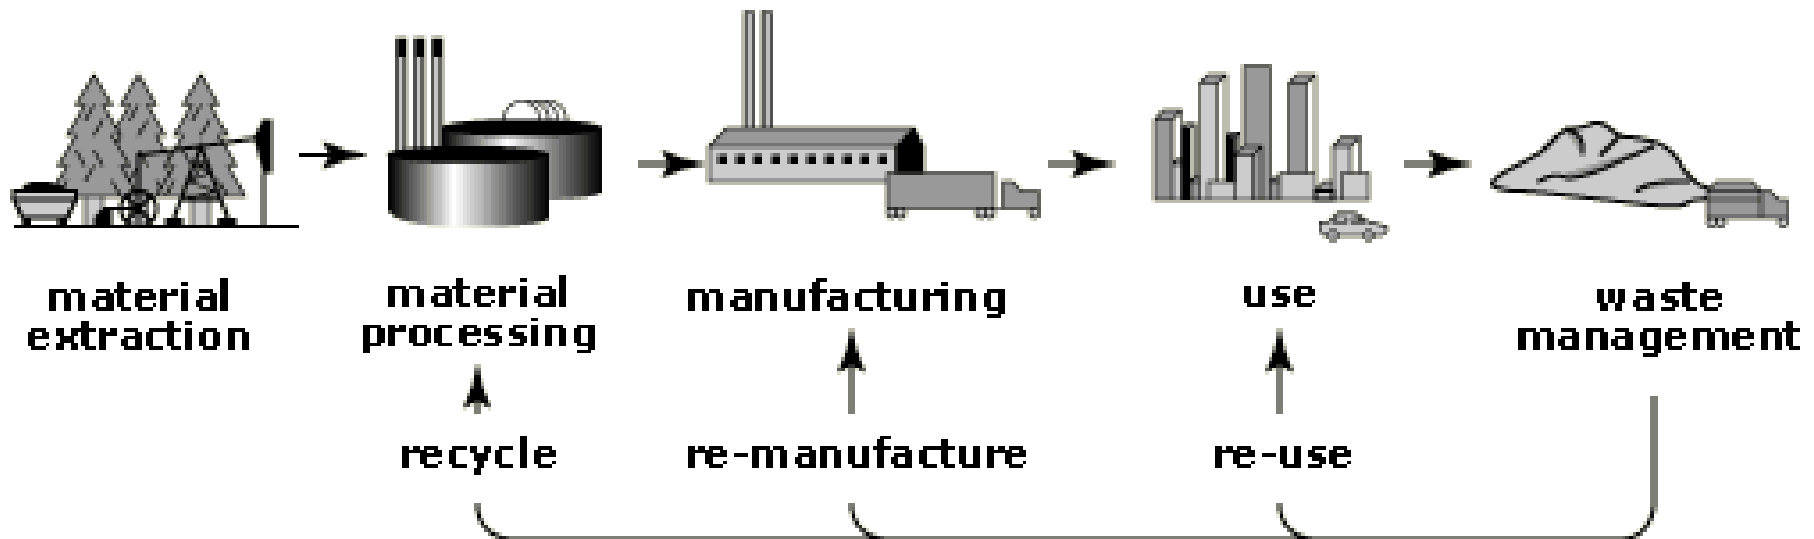 material
extraction
material
processing
manufacturing
use
waste
management
recycle
re-manufacture
re-use